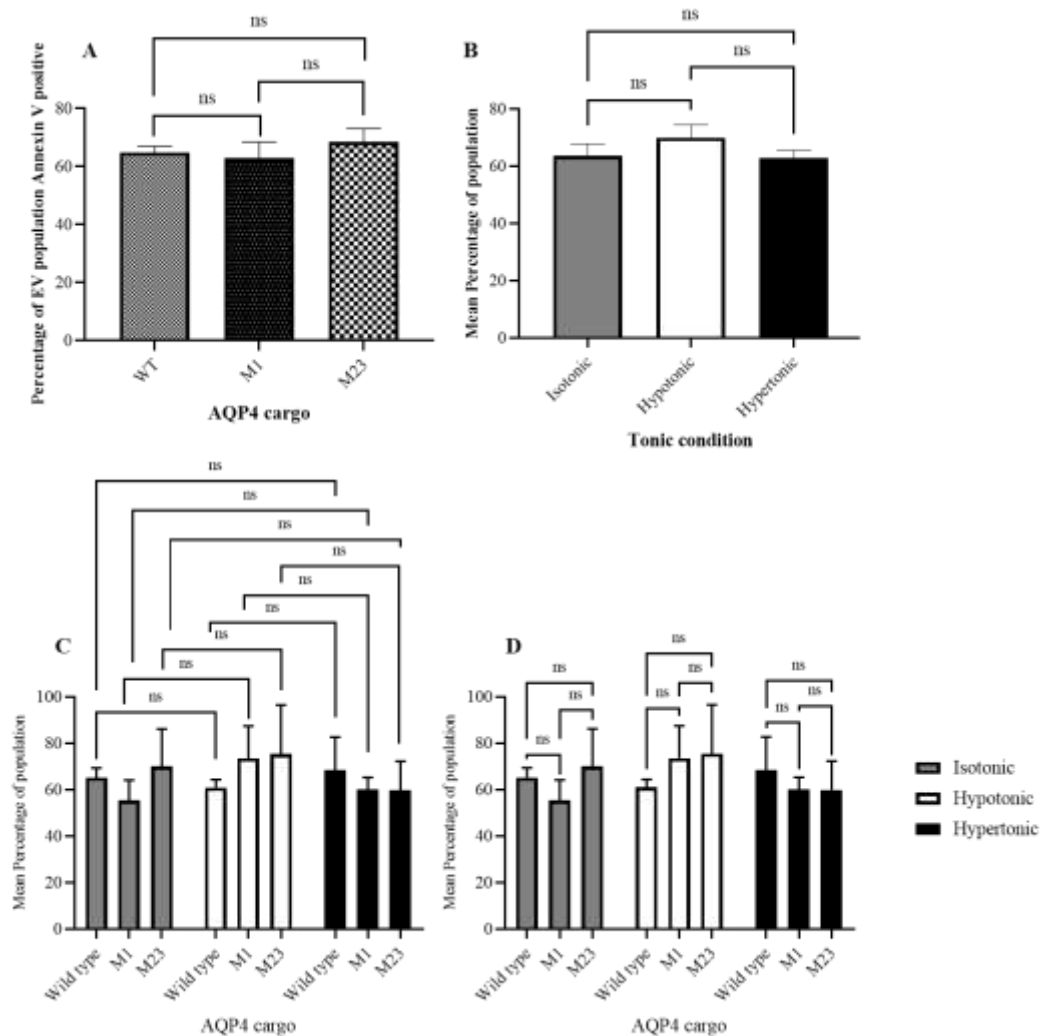 A
ns
ns
ns
Percentage of EV population Annexin V positive
80
60
40
20
0
WT
M1
M23
AQP4 cargo
B
ns
ns
ns
Mean Percentage of population
80
60
40
20
0
Isotonic
Hypotonic
Hypertonic
Tonic condition
C
ns
ns
ns
ns
ns
ns
ns
ns
ns
Mean Percentage of population
100
80
60
40
20
0
Wild type
M1
M23
Wild type
M1
M23
Wild type
M1
M23
AQP4 cargo
D
ns
ns
ns
ns
ns
ns
ns
ns
ns
Mean Percentage of population
100
80
60
40
20
0
Wild type
M1
M23
Wild type
M1
M23
Wild type
M1
M23
AQP4 cargo
Isotonic
Hypotonic
Hypertonic